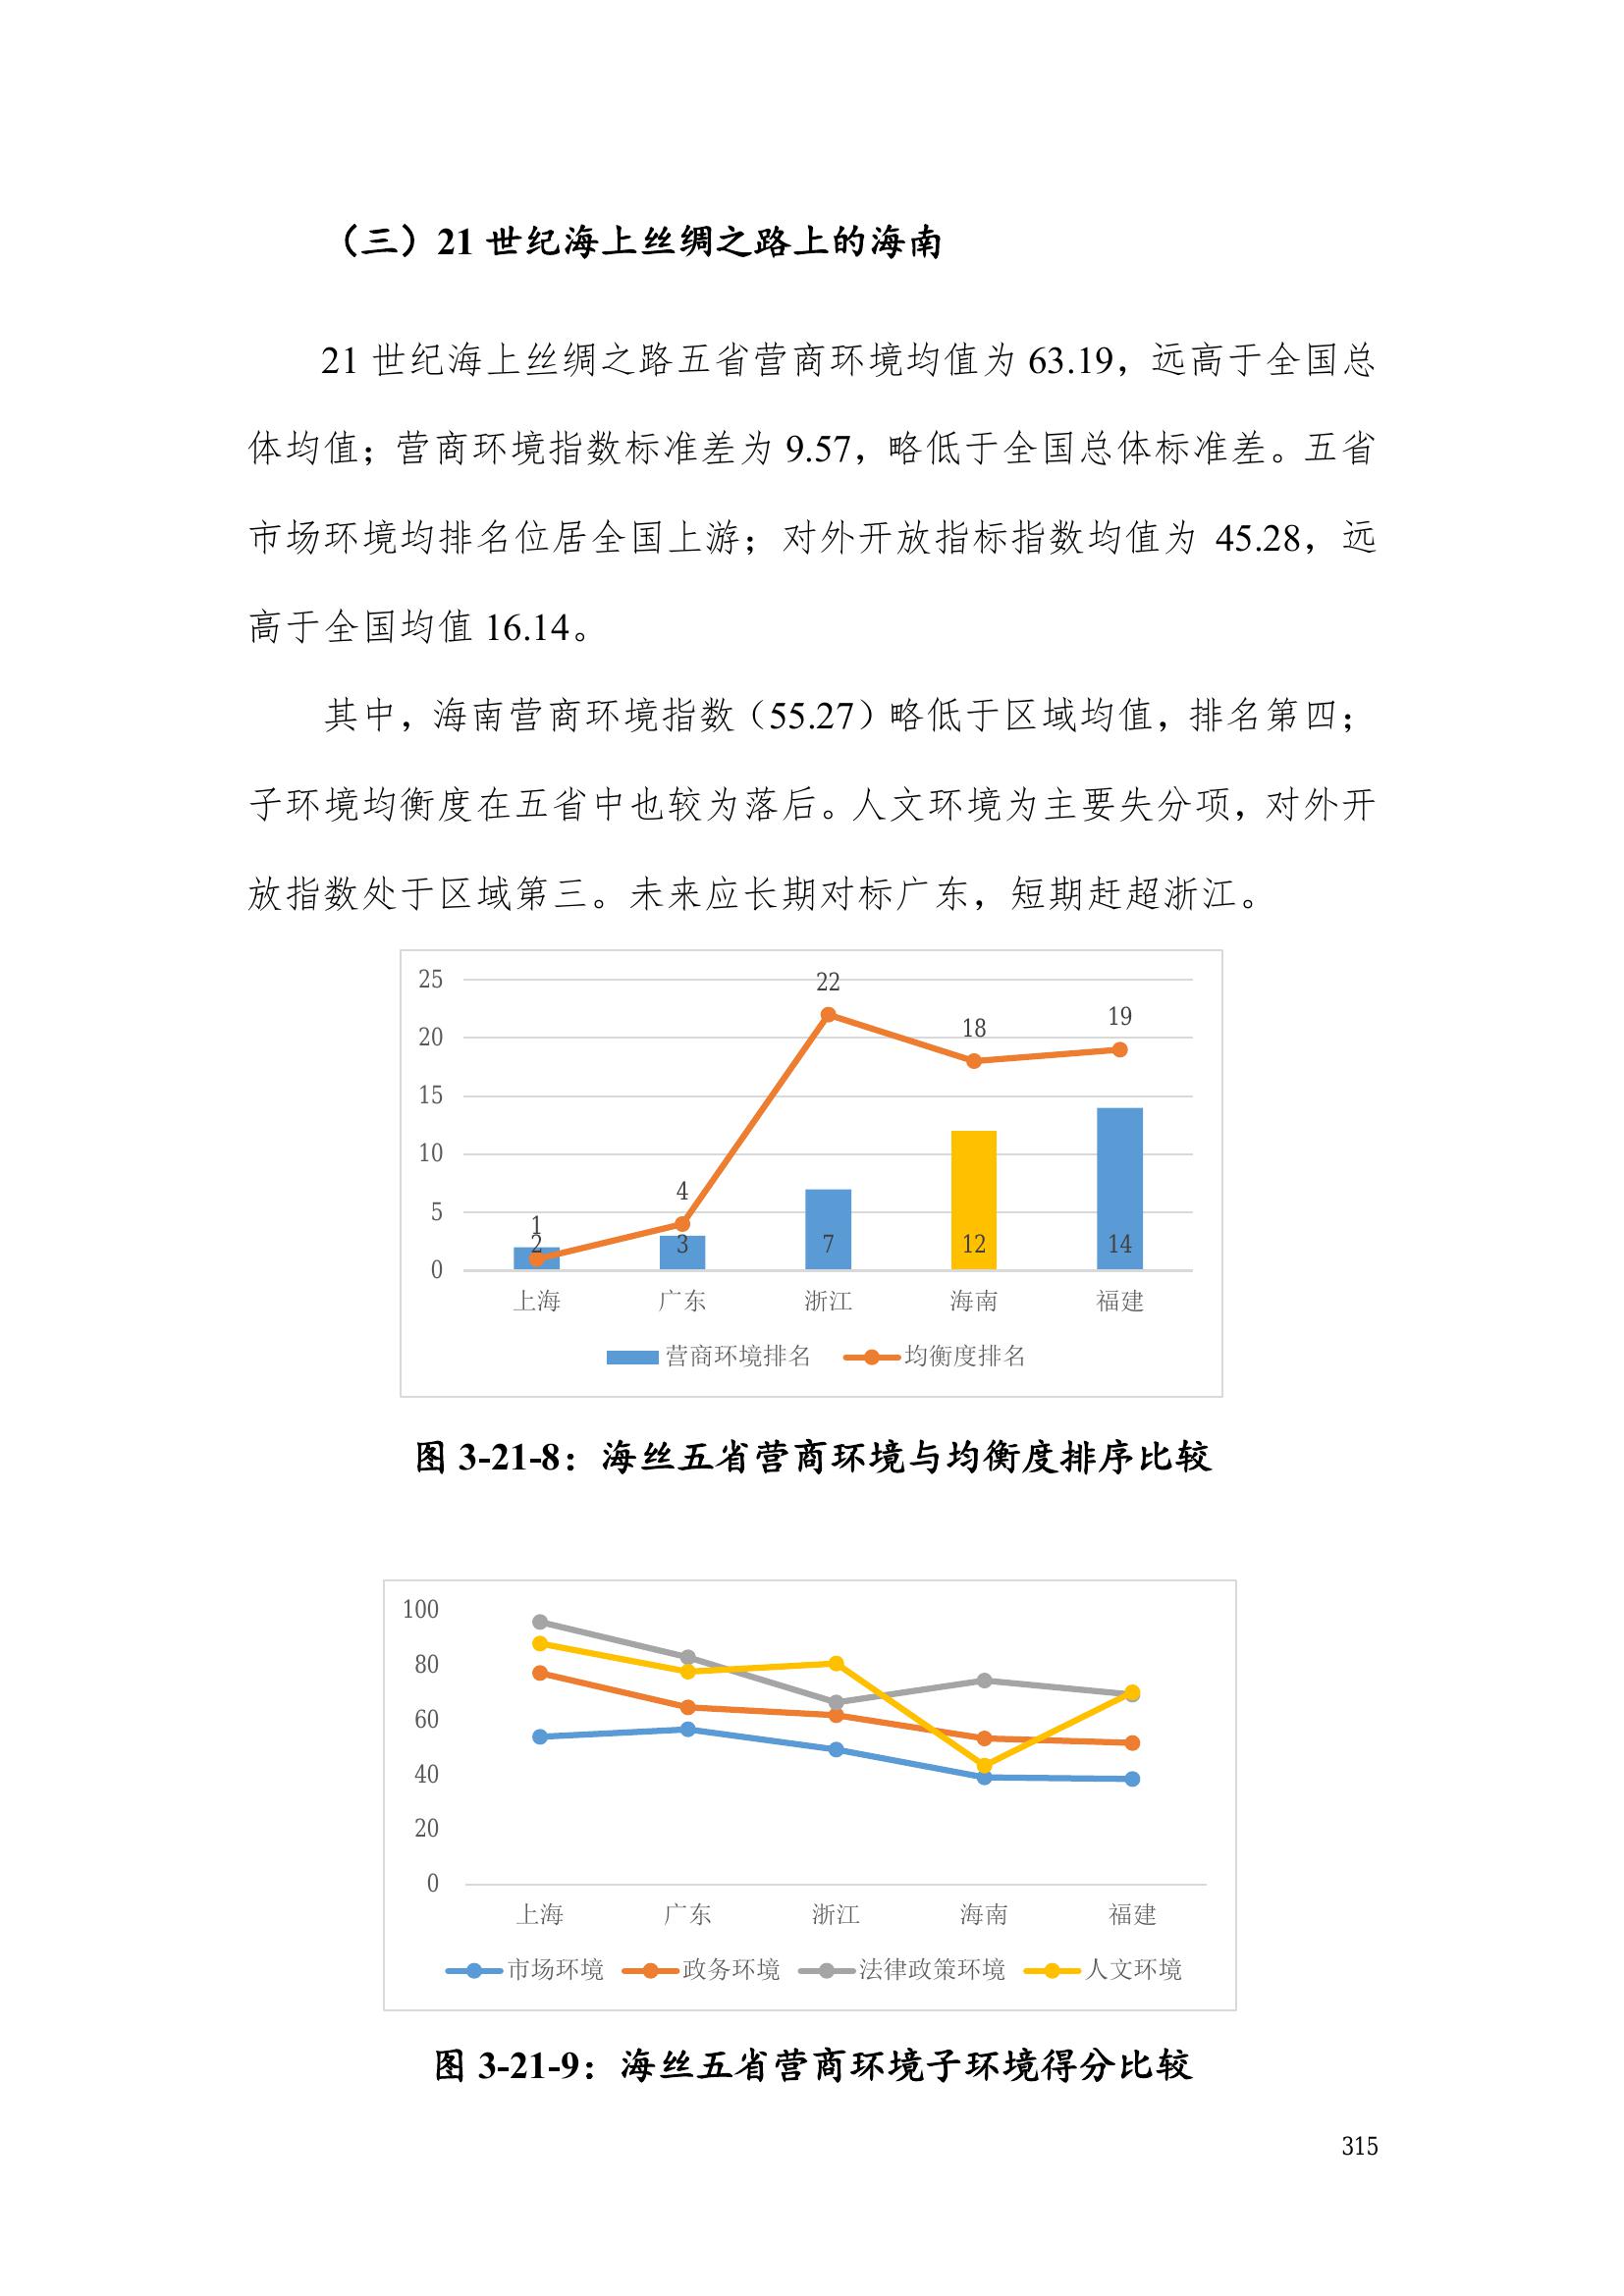 （三）21 世纪海上丝绸之路上的海南
21 世纪海上丝绸之路五省营商环境均值为 63.19，远高于全国总
体均值；营商环境指数标准差为 9.57，略低于全国总体标准差。五省
市场环境均排名位居全国上游；对外开放指标指数均值为 45.28，远
高于全国均值 16.14。
其中，海南营商环境指数（55.27）略低于区域均值，排名第四；
子环境均衡度在五省中也较为落后。人文环境为主要失分项，对外开
放指数处于区域第三。未来应长期对标广东，短期赶超浙江。
25
22
20
18
19
15
10
4
5
1
2
3
7
12
14
0
上海 广东 浙江 海南 福建
营商环境排名 均衡度排名
图 3-21-8：海丝五省营商环境与均衡度排序比较
100
80
60
40
20
0
上海 广东 浙江 海南 福建
市场环境 政务环境 法律政策环境 人文环境
图 3-21-9：海丝五省营商环境子环境得分比较
315